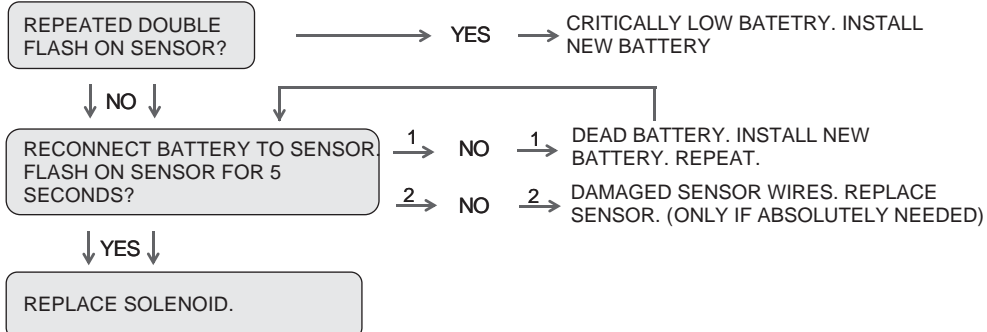 REPEATED DOUBLE
FLASH ON SENSOR?
YES
CRITICALLY LOW BATETRY. INSTALL
NEW BATTERY
NO
RECONNECT BATTERY TO SENSOR.
FLASH ON SENSOR FOR 5
SECONDS?
1
NO
1
DEAD BATTERY. INSTALL NEW
BATTERY. REPEAT.
2
NO
2
DAMAGED SENSOR WIRES. REPLACE
SENSOR. (ONLY IF ABSOLUTELY NEEDED)
YES
REPLACE SOLENOID.